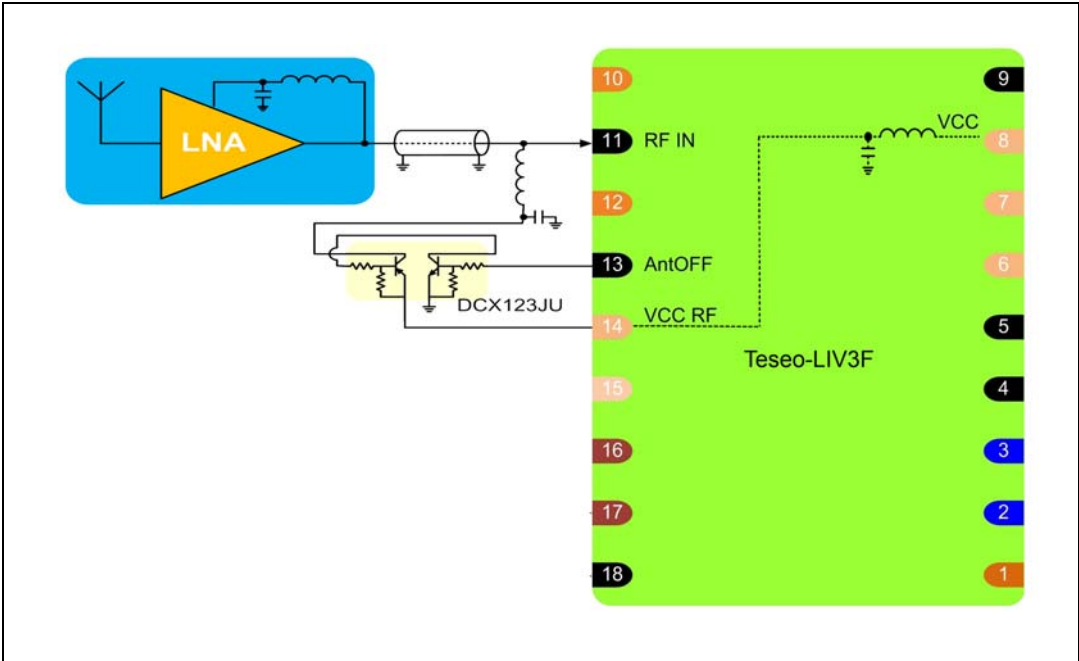 10
9
VCC
LNA
11 RF IN
8
12
7
13 AntOFF
6
DCX123JU
14 VCC RF
5
Teseo-LIV3F
15
4
16
3
17
2
18
1